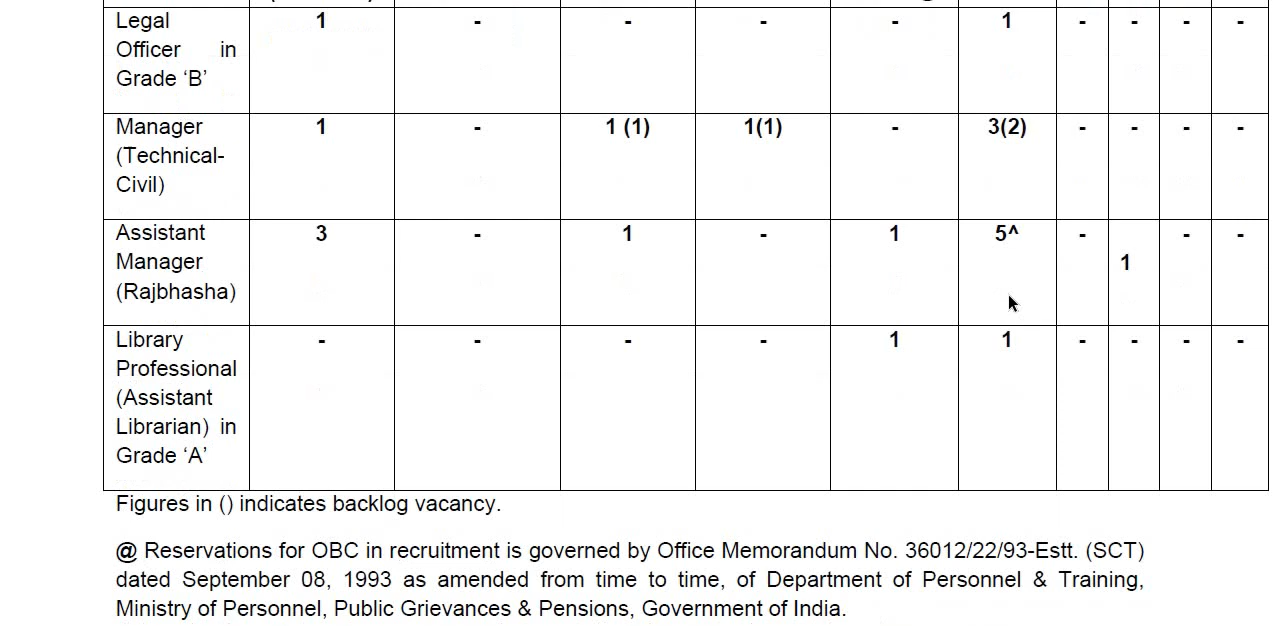 Legal 1 - - - - 1 - - - -
Officer in
Grade ‘B’
Manager 1 - 1 (1) 1(1) - 3(2) - - - -
(Technical-
Civil)
Assistant 3 - 1 - 1 5^ - - -
Manager 1
(Rajbhasha)
Library - - - - 1 1 - - - -
Professional
(Assistant
Librarian) in
Grade ‘A’
Figures in () indicates backlog vacancy.
@ Reservations for OBC in recruitment is governed by Office Memorandum No. 36012/22/93-Estt. (SCT)
dated September 08, 1993 as amended from time to time, of Department of Personnel & Training,
Ministry of Personnel, Public Grievances & Pensions, Government of India.